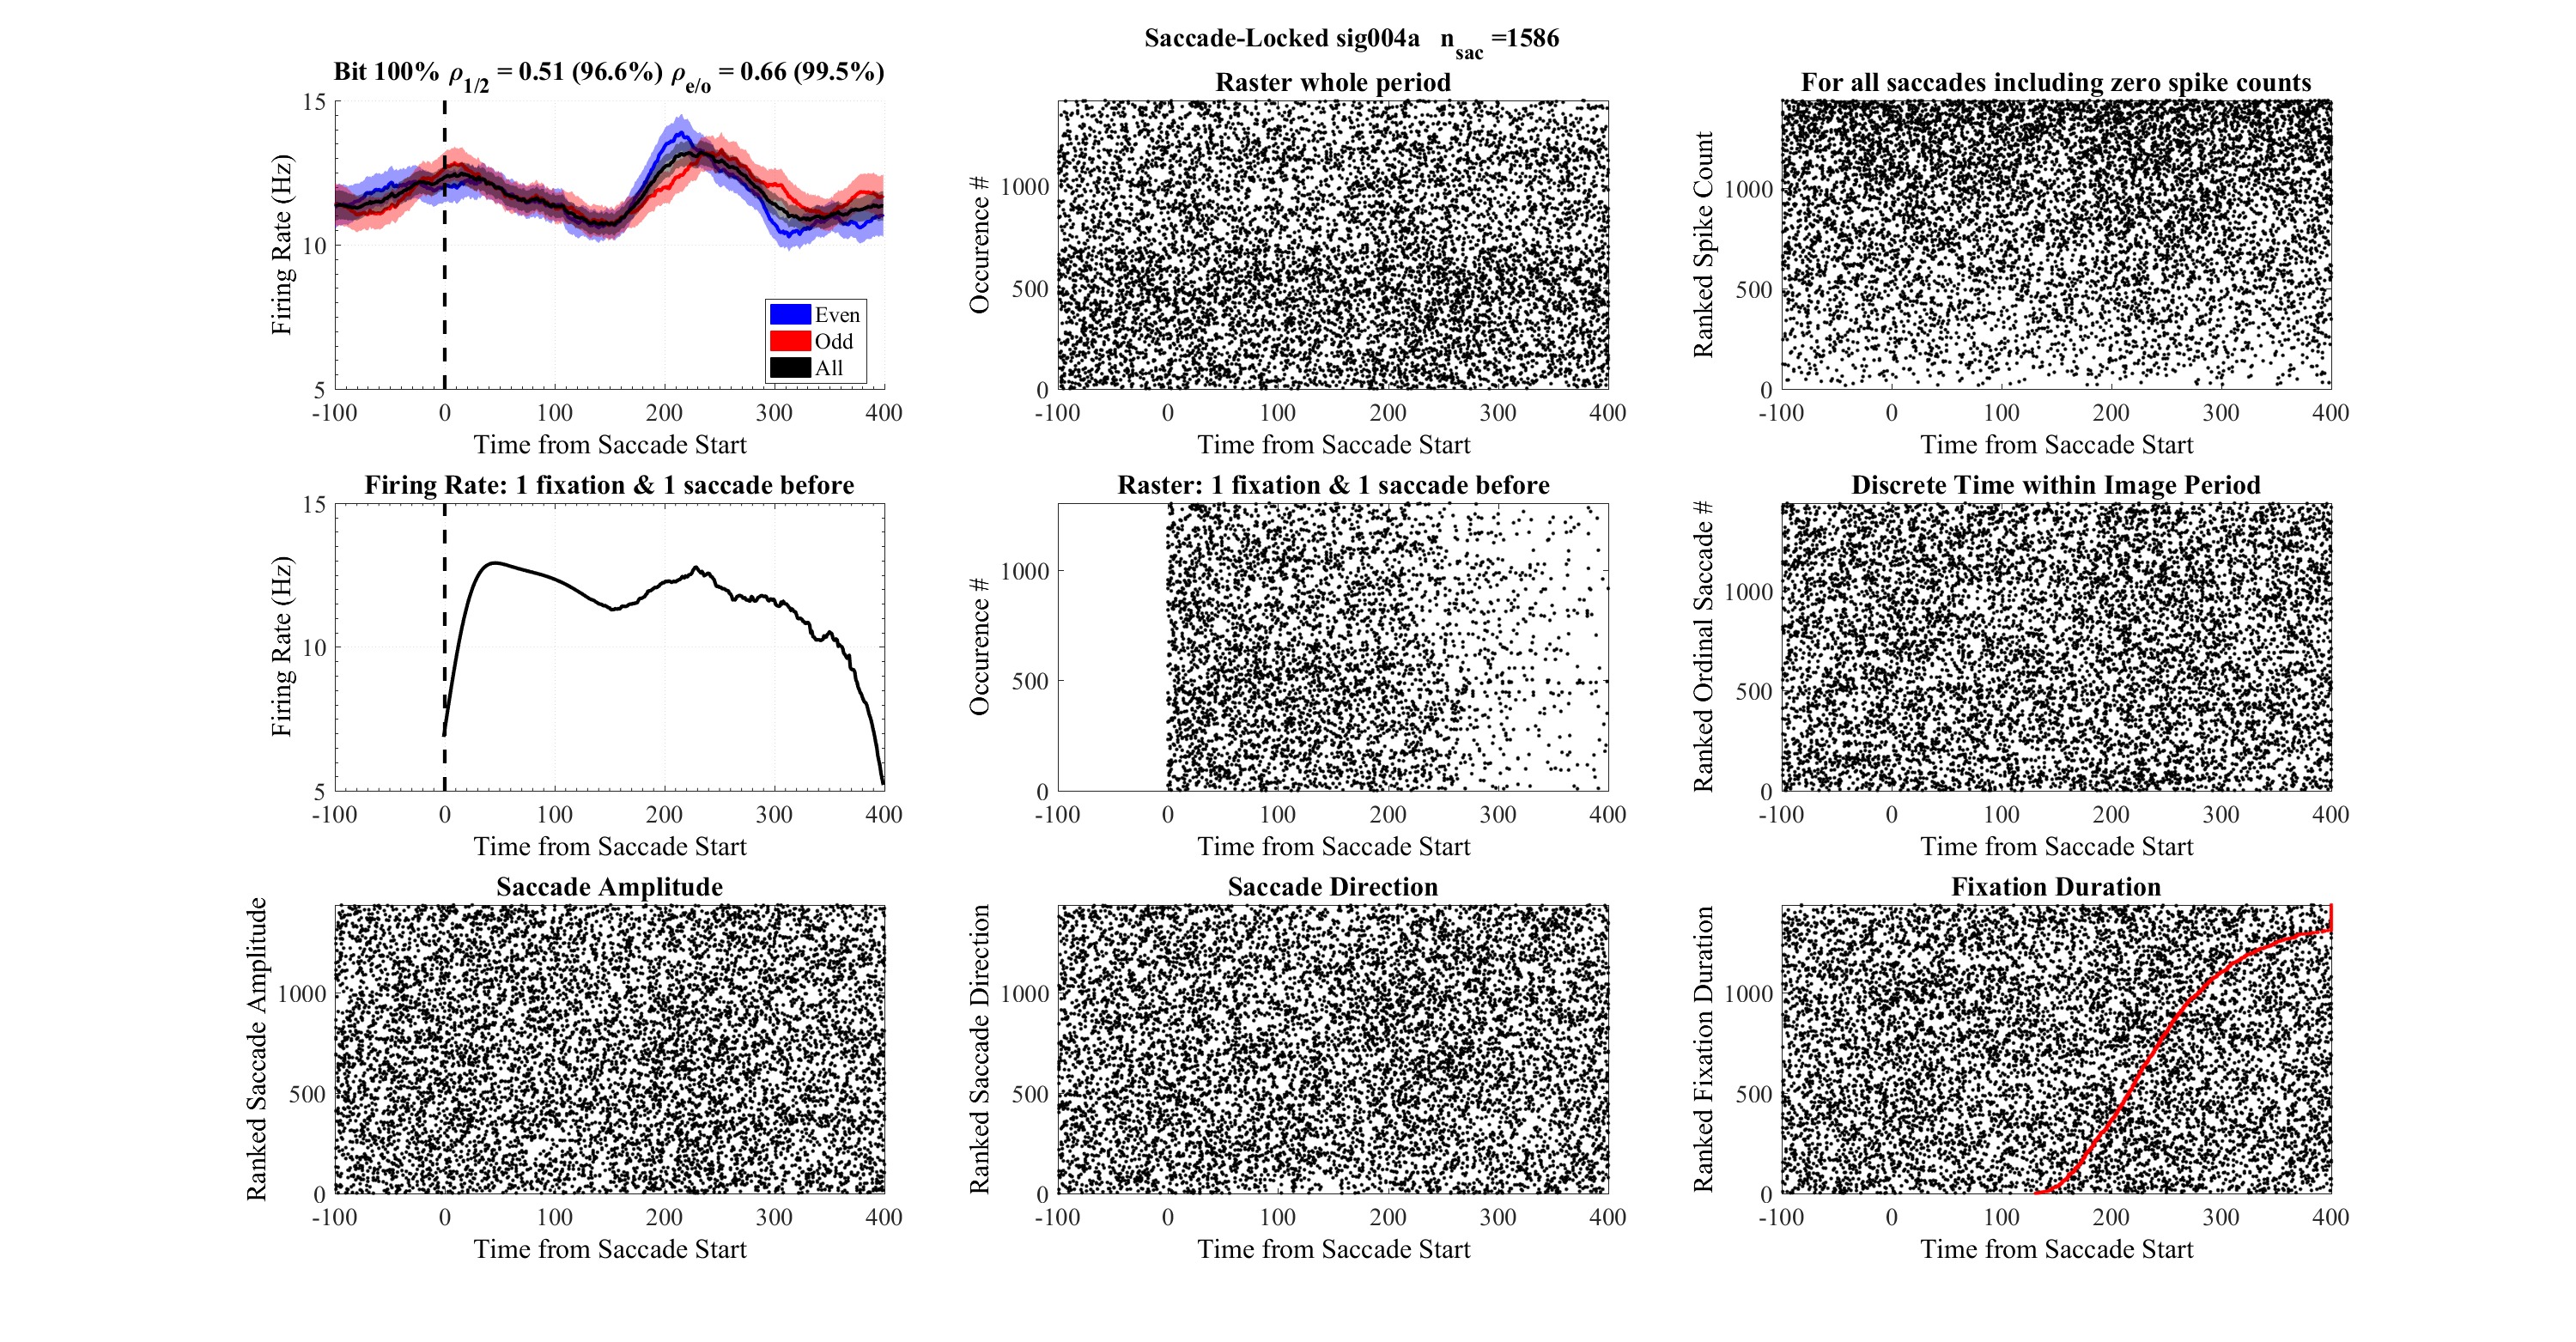 Saccade-Locked sig004a n_sac =1586
Bit 100% ρ_1/2 = 0.51 (96.6%) ρ_e/o = 0.66 (99.5%)
15
10
5
Firing Rate (Hz)
Even
Odd
All
-100 0 100 200 300 400
Time from Saccade Start
Raster whole period
1000
500
0
Occurence #
-100 0 100 200 300 400
Time from Saccade Start
For all saccades including zero spike counts
1000
500
0
Ranked Spike Count
-100 0 100 200 300 400
Time from Saccade Start
Firing Rate: 1 fixation & 1 saccade before
15
10
5
Firing Rate (Hz)
-100 0 100 200 300 400
Time from Saccade Start
Raster: 1 fixation & 1 saccade before
1000
500
0
Occurence #
-100 0 100 200 300 400
Time from Saccade Start
Discrete Time within Image Period
1000
500
0
Ranked Ordinal Saccade #
-100 0 100 200 300 400
Time from Saccade Start
Saccade Amplitude
1000
500
0
Ranked Saccade Amplitude
-100 0 100 200 300 400
Time from Saccade Start
Saccade Direction
1000
500
0
Ranked Saccade Direction
-100 0 100 200 300 400
Time from Saccade Start
Fixation Duration
1000
500
0
Ranked Fixation Duration
-100 0 100 200 300 400
Time from Saccade Start